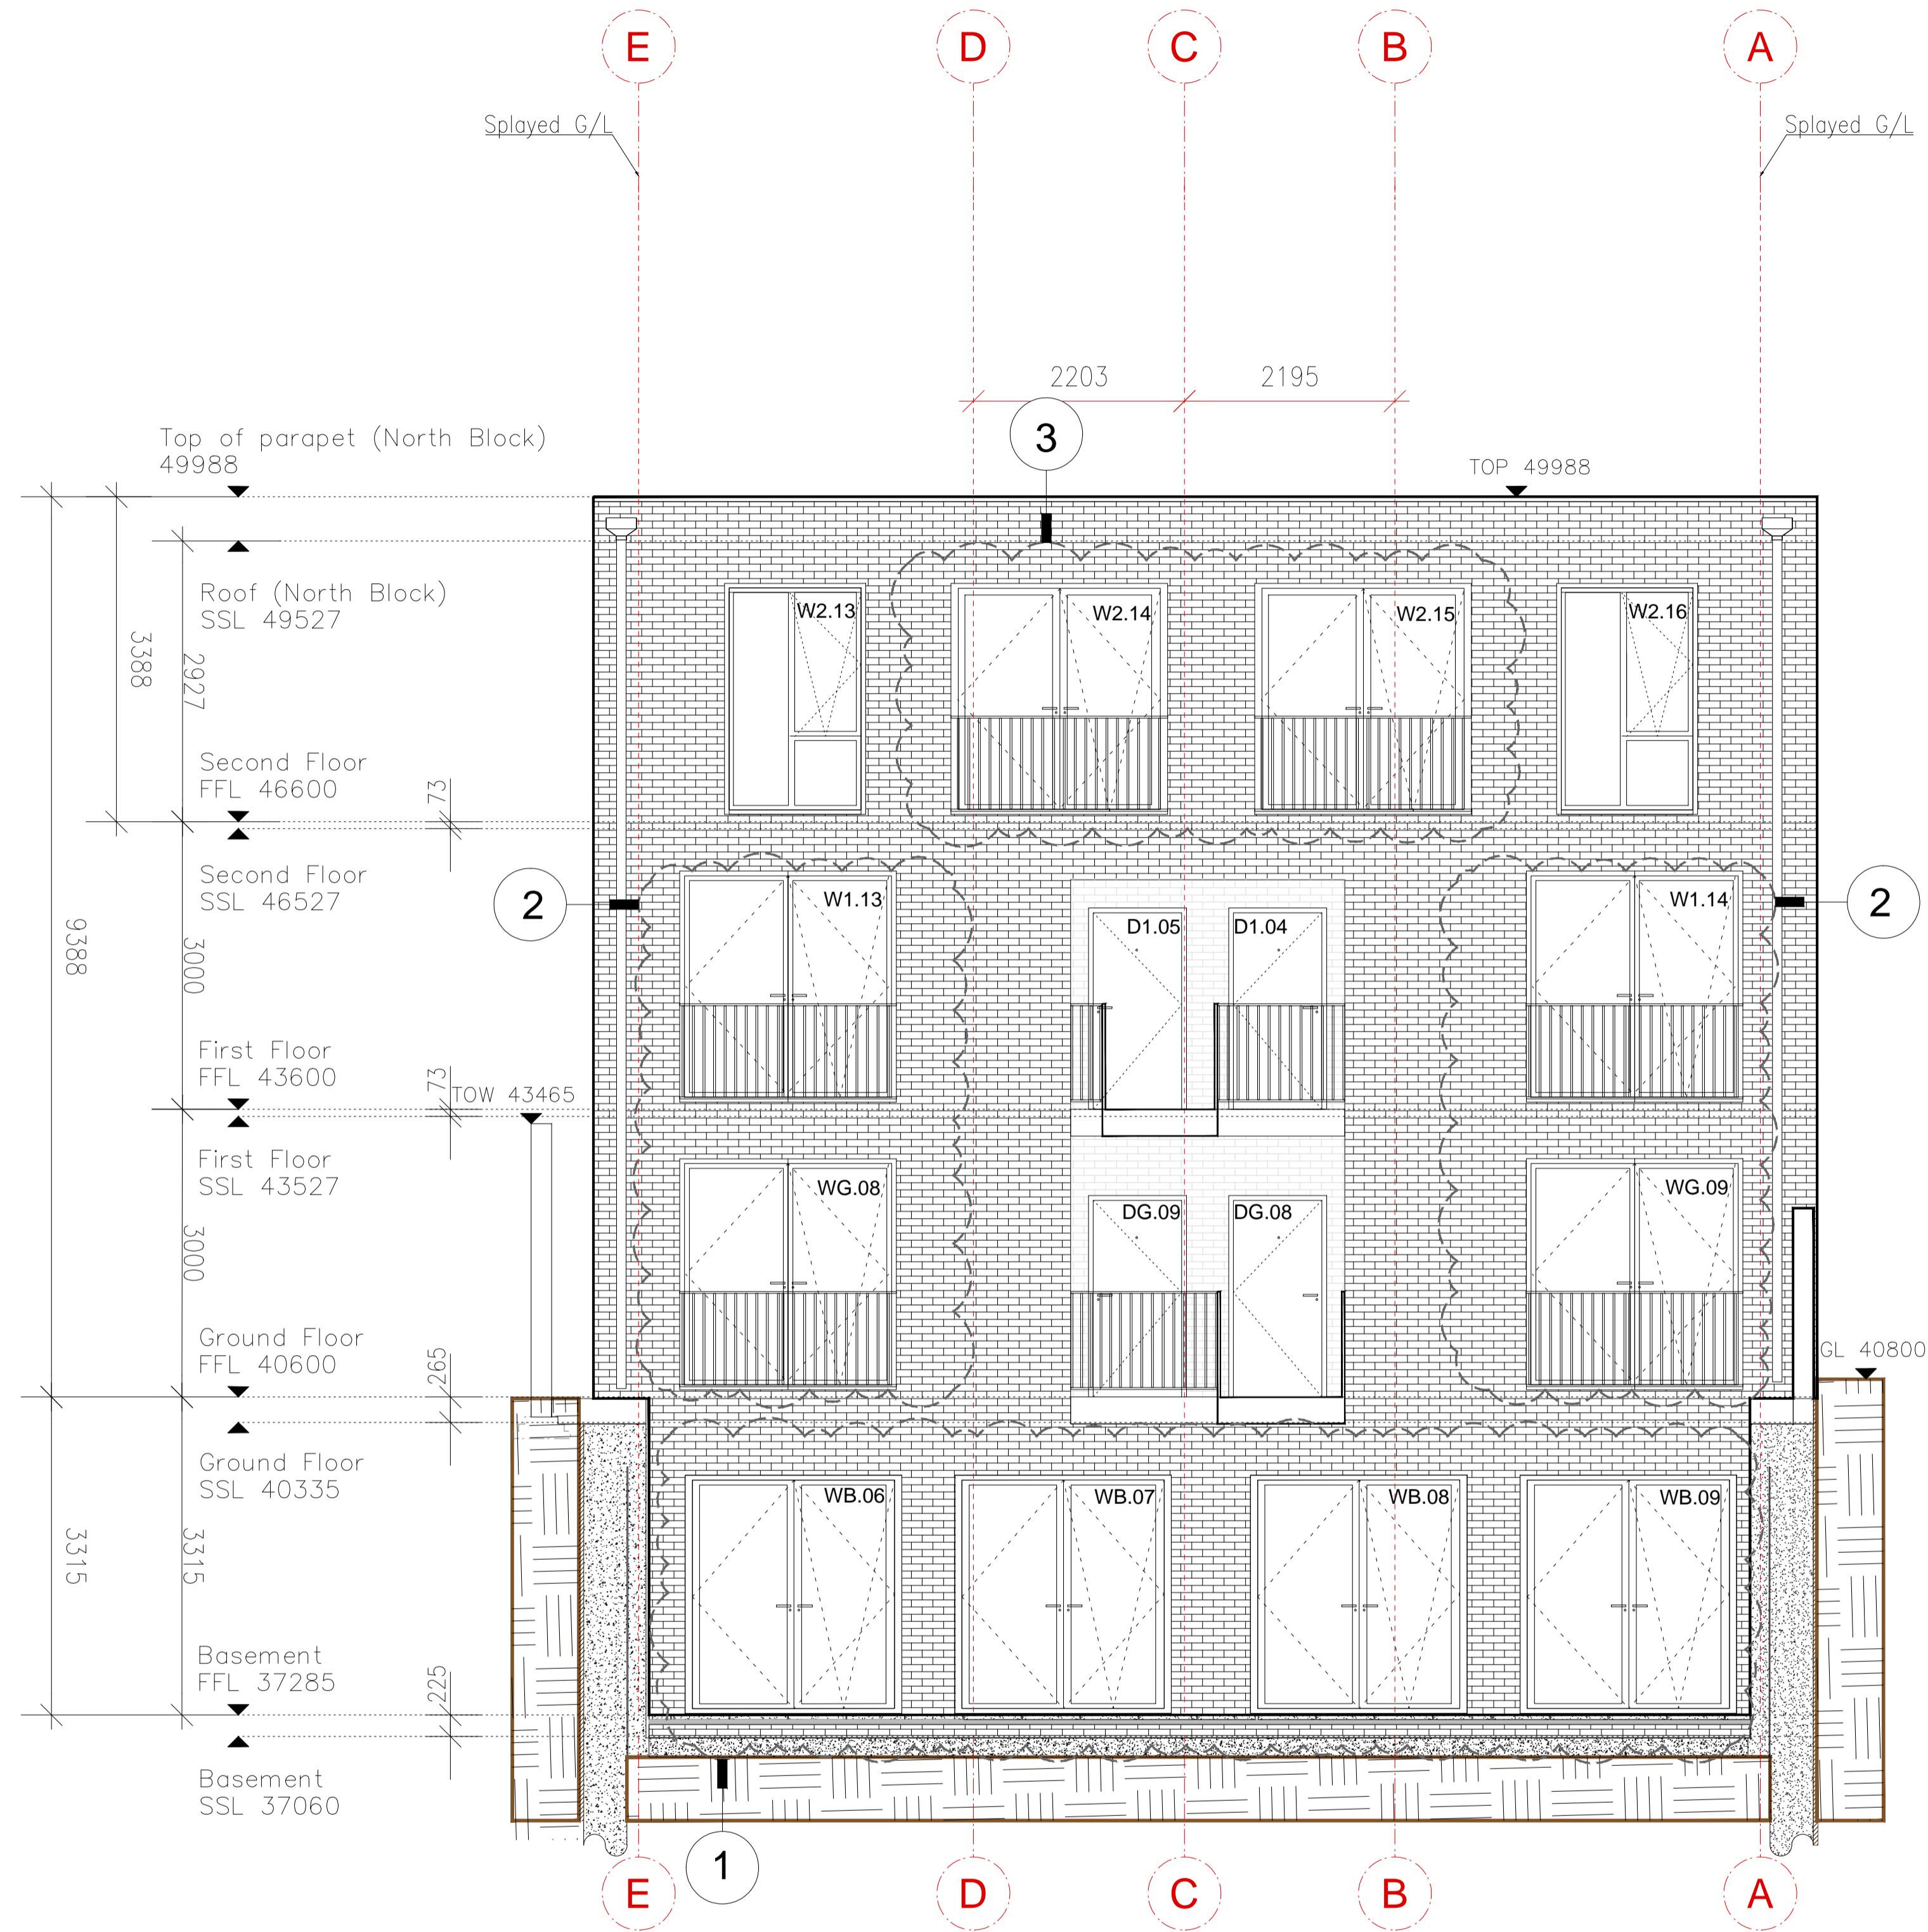 E D C B A
Splayed G/L
Splayed G/L
2203
2195
3
Top of parapet (North Block)
49988
TOP 49988
Roof (North Block)
SSL 49527
3388
2927
W2.13
W2.14
W2.15
W2.16
Second Floor
FFL 46600
73
Second Floor
SSL 46527
2
W1.13
D1.05
D1.04
W1.14
2
9388
3000
First Floor
FFL 43600
73
TOW 43465
First Floor
SSL 43527
WG.08
DG.09
DG.08
WG.09
3000
Ground Floor
FFL 40600
265
GL 40800
Ground Floor
SSL 40335
WB.06
WB.07
WB.08
WB.09
3315
3315
Basement
FFL 37285
225
Basement
SSL 37060
1
E D C B A